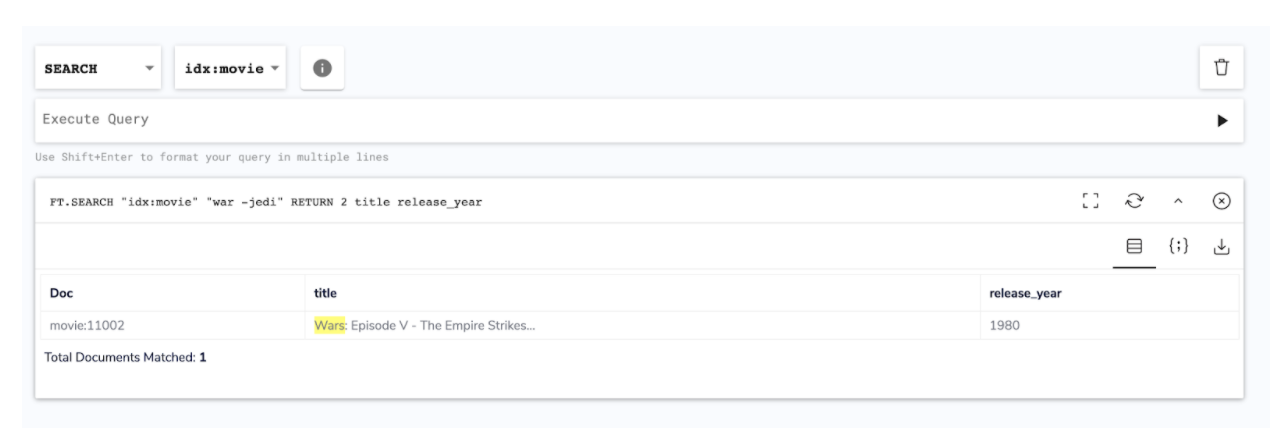 SEARCH idx:movie
Execute Query
Use Shift+Enter to format your query in multiple lines
FT.SEARCH "idx:movie" "war -jedi" RETURN 2 title release_year
Doc title release_year
movie:11002 Wars: Episode V - The Empire Strikes... 1980
Total Documents Matched: 1